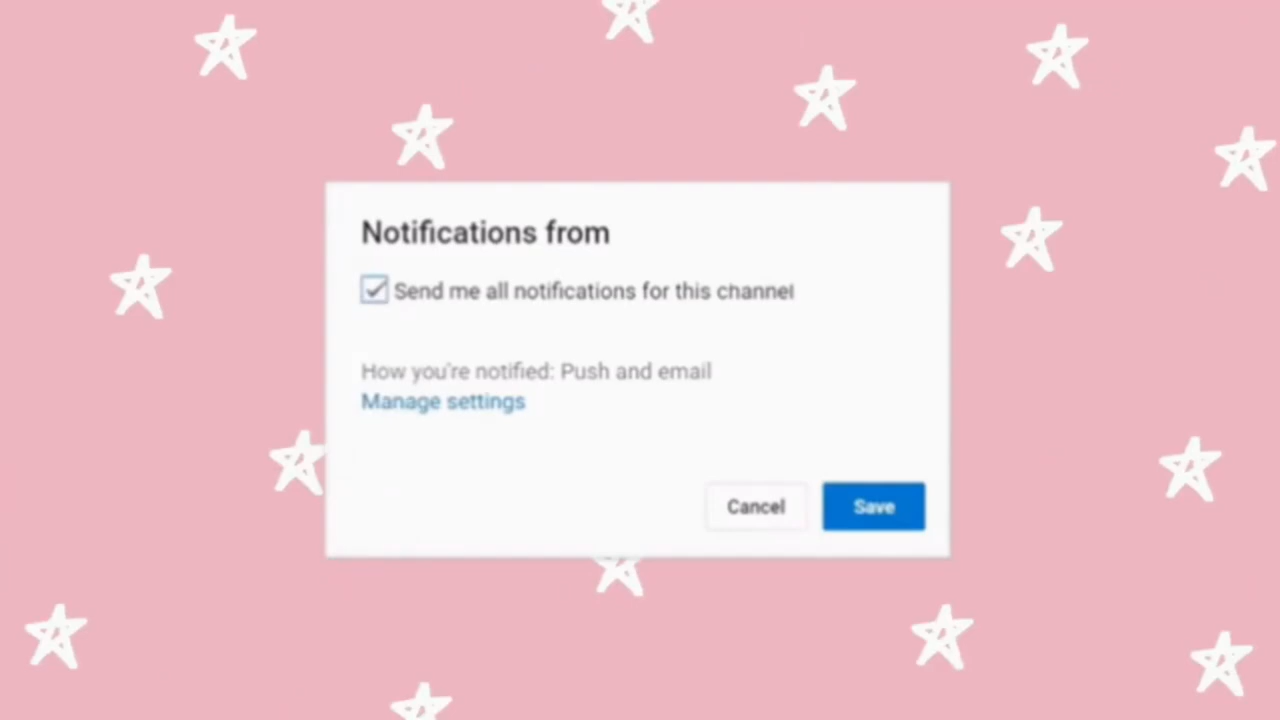 Notifications from
Send me all notifications for this channel
How you're notified: Push and email
Manage settings
Cancel
Save